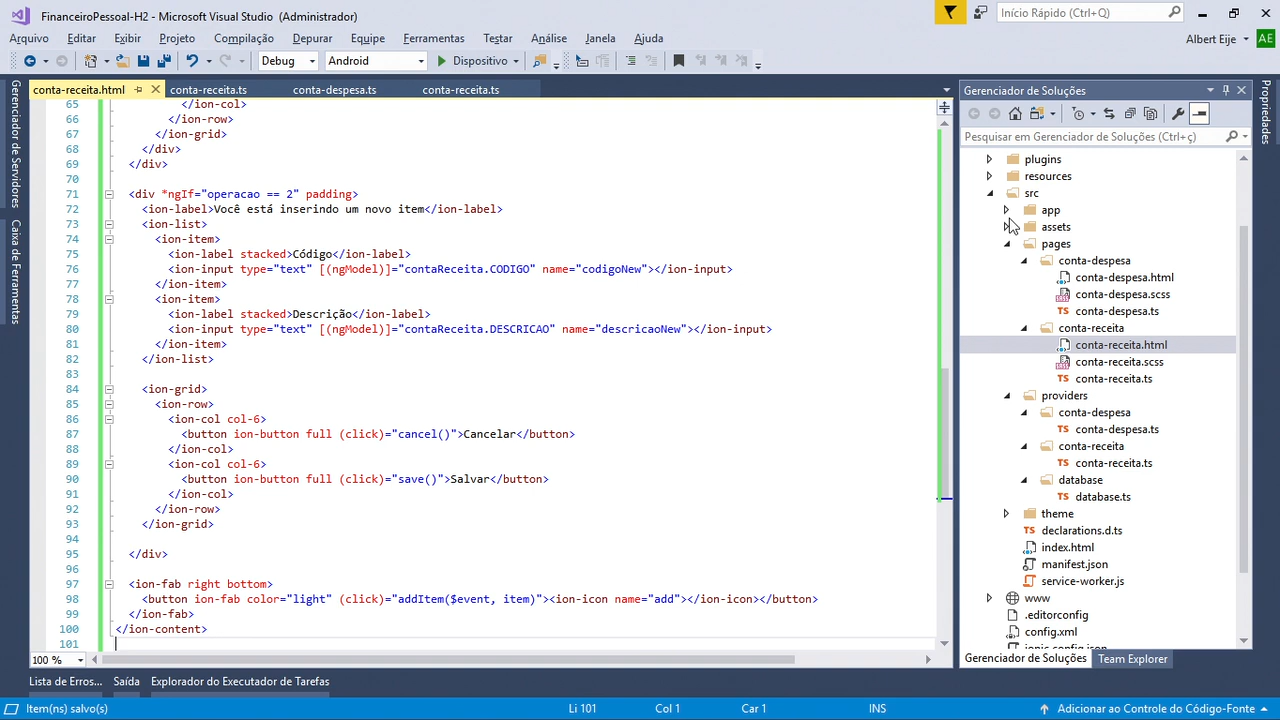 FinanceiroPessoal-H2 - Microsoft Visual Studio (Administrador)
Início Rápido (Ctrl+Q)
Arquivo Editar Exibir Projeto Compilação Depurar Equipe Ferramentas Testar Análise Janela Ajuda
Albert Eije AE
Debug Android Dispositivo
Gerenciador de Servidores
Caixa de Ferramentas
conta-receita.html conta-receita.ts conta-despesa.ts conta-receita.ts
65 </ion-col>
66 </ion-row>
67 </ion-grid>
68 </div>
69 </div>
70
71 <div *ngIf="operacao == 2" padding>
72 <ion-label>Você está inserindo um novo item</ion-label>
73 <ion-list>
74 <ion-item>
75 <ion-label stacked>Código</ion-label>
76 <ion-input type="text" [(ngModel)]="contaReceita.CODIGO" name="codigoNew"></ion-input>
77 </ion-item>
78 <ion-item>
79 <ion-label stacked>Descrição</ion-label>
80 <ion-input type="text" [(ngModel)]="contaReceita.DESCRICAO" name="descricaoNew"></ion-input>
81 </ion-item>
82 </ion-list>
83
84 <ion-grid>
85 <ion-row>
86 <ion-col col-6>
87 <button ion-button full (click)="cancel()">Cancelar</button>
88 </ion-col>
89 <ion-col col-6>
90 <button ion-button full (click)="save()">Salvar</button>
91 </ion-col>
92 </ion-row>
93 </ion-grid>
94
95 </div>
96
97 <ion-fab right bottom>
98 <button ion-fab color="light" (click)="addItem($event, item)"><ion-icon name="add"></ion-icon></button>
99 </ion-fab>
100 </ion-content>
101
100 %
Gerenciador de Soluções
Pesquisar em Gerenciador de Soluções (Ctrl+ç)
plugins
resources
src
app
assets
pages
conta-despesa
conta-despesa.html
conta-despesa.scss
TS conta-despesa.ts
conta-receita
conta-receita.html
conta-receita.scss
TS conta-receita.ts
providers
conta-despesa
TS conta-despesa.ts
conta-receita
TS conta-receita.ts
database
TS database.ts
theme
TS declarations.d.ts
index.html
manifest.json
service-worker.js
www
.editorconfig
config.xml
Gerenciador de Soluções Team Explorer
Propriedades
Lista de Erros... Saída Explorador do Executador de Tarefas
Item(ns) salvo(s) Li 101 Col 1 Car 1 INS Adicionar ao Controle do Código-Fonte